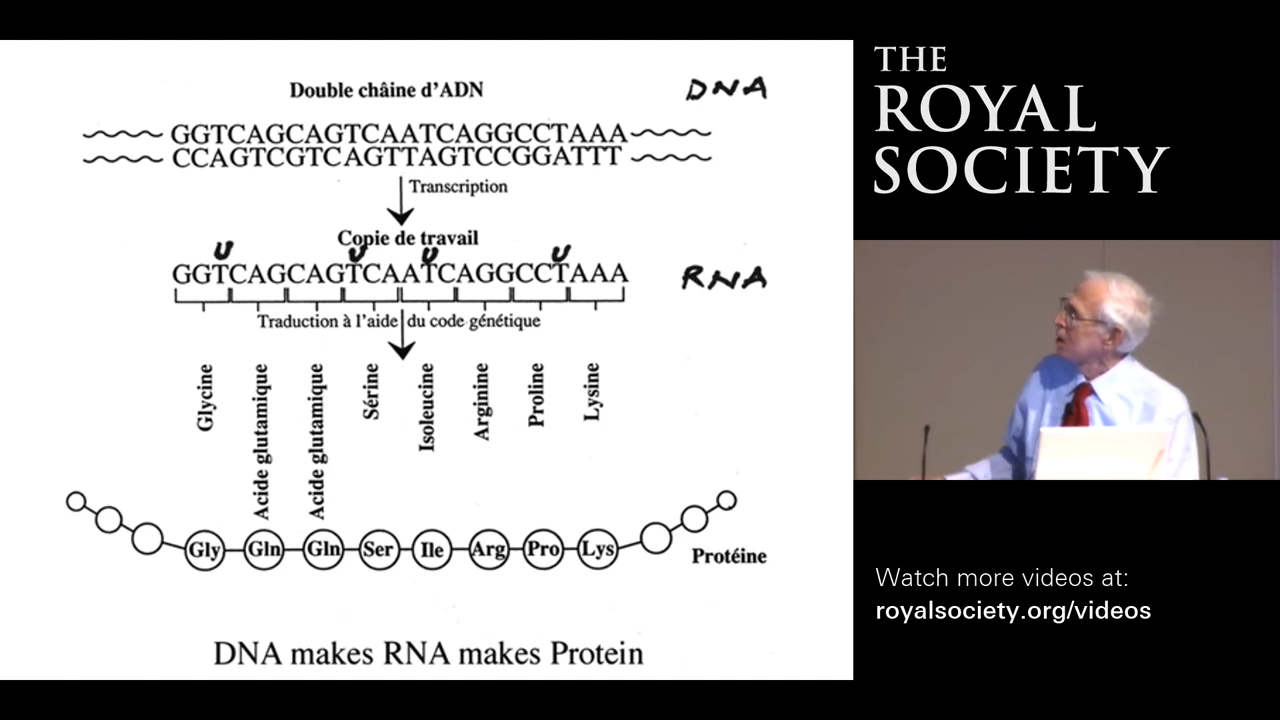 Double chaîne d'ADN
DNA
GGTCAGCAGTCAATCAGGCCTAAA
CCAGTCGTCAGTTAGTCCGGATTT
Transcription
Copie de travail
U U U U
GGTCAGCAGTCAATCAGGCCTAAA
RNA
Traduction à l'aide du code génétique
Glycine
Acide glutamique
Acide glutamique
Sérine
Isoleucine
Arginine
Proline
Lysine
Gly Gln Gln Ser Ile Arg Pro Lys
Protéine
DNA makes RNA makes Protein
THE
ROYAL
SOCIETY
Watch more videos at:
royalsociety.org/videos